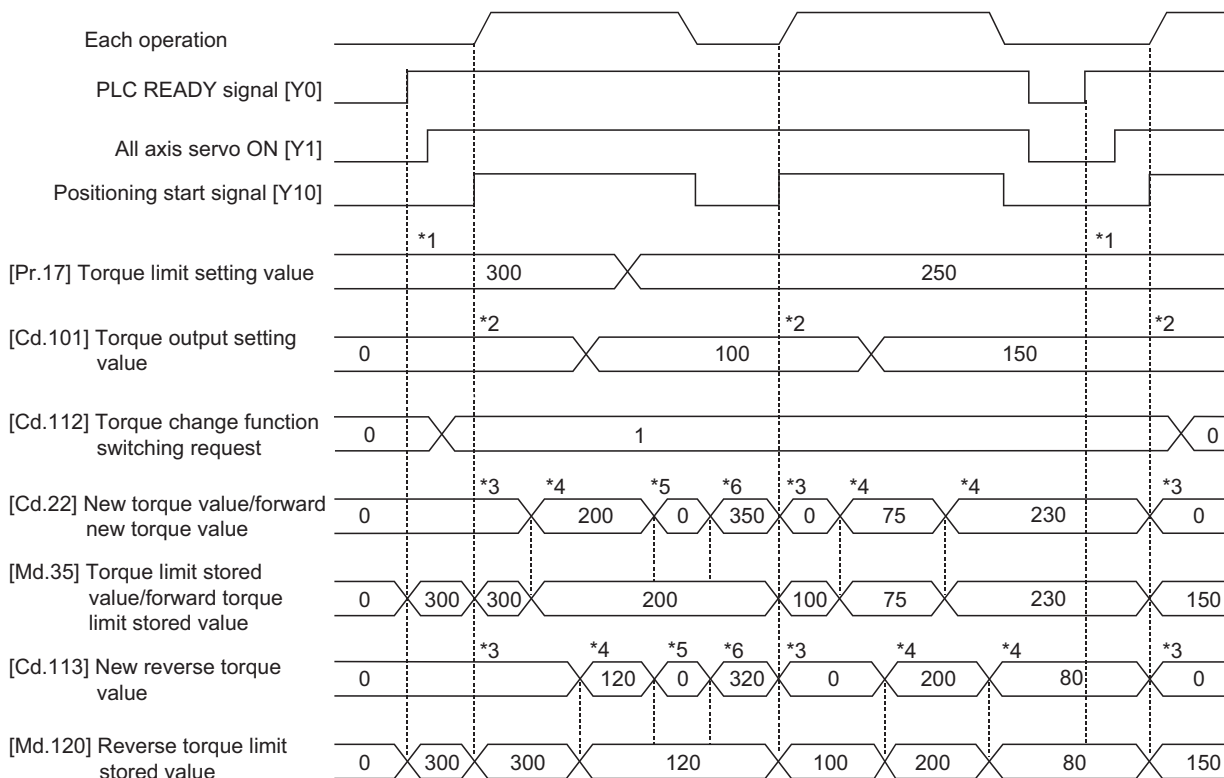 Each operation
PLC READY signal [Y0]
All axis servo ON [Y1]
Positioning start signal [Y10]
*1 *1
[Pr.17] Torque limit setting value 300 250
*2 *2 *2
[Cd.101] Torque output setting
value 0 100 150
[Cd.112] Torque change function
switching request 0 1 0
*3 *4 *5 *6 *3 *4 *4 *3
[Cd.22] New torque value/forward
new torque value 0 200 0 350 0 75 230 0
[Md.35] Torque limit stored
value/forward torque 0 300 300 200 100 75 230 150
limit stored value
*3 *4 *5 *6 *3 *4 *4 *3
[Cd.113] New reverse torque
value 0 120 0 320 0 200 80 0
[Md.120] Reverse torque limit
stored value 0 300 300 120 100 200 80 150